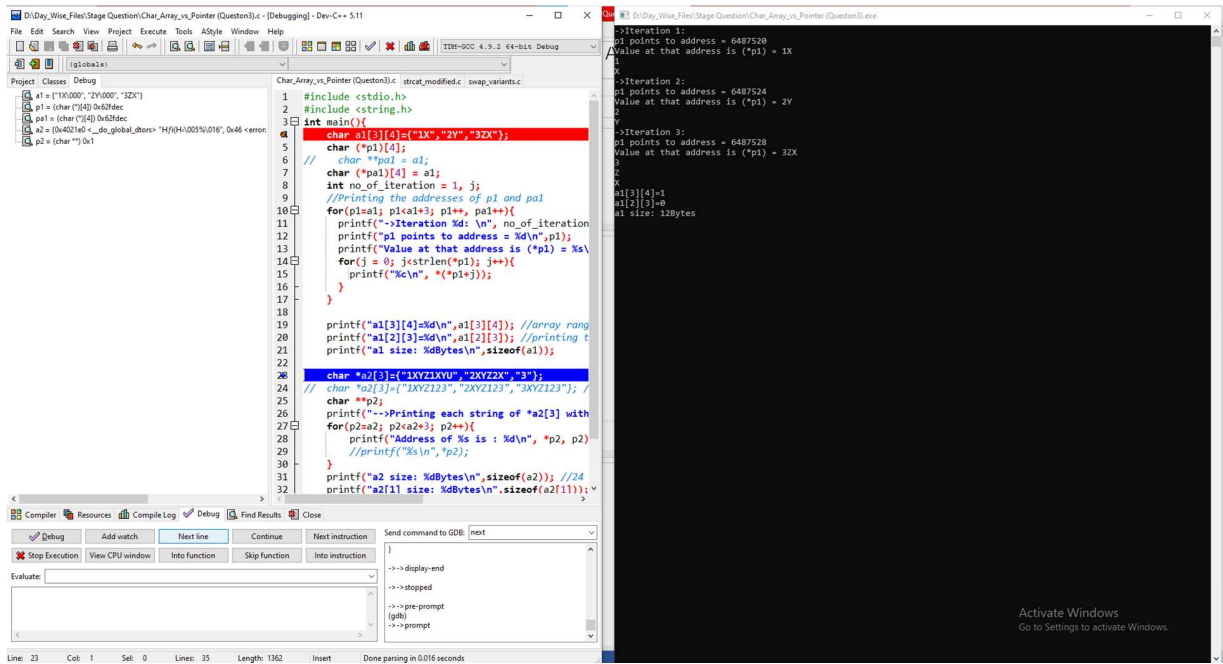 D:\Day_Wise_Files\Stage Question\Char_Array_vs_Pointer (Queston3).c - [Debugging] - Dev-C++ 5.11
File Edit Search View Project Execute Tools AStyle Window Help
TDM-GCC 4.9.2 64-bit Debug
(globals)
Project Classes Debug
a1 = {"1X\000", "2Y\000", "3ZX"}
p1 = (char (*)[4]) 0x62fdec
pa1 = (char (*)[4]) 0x62fdec
p2 = (char **) 0x1
Char_Array_vs_Pointer (Queston3).c strcat_modified.c swap_variants.c
1 #include <stdio.h>
2 #include <string.h>
3 int main(){
char a1[3][4]={"1X","2Y","3ZX"};
5 char (*p1)[4];
6 // char **pa1 = a1;
7 char (*pa1)[4] = a1;
8 int no_of_iteration = 1, j;
9 //Printing the addresses of p1 and pa1
10 for(p1=a1; p1<a1+3; p1++, pa1++){
11 printf("->Iteration %d: \n", no_of_iteration
12 printf("p1 points to address = %d\n",p1);
13 printf("Value at that address is (*p1) = %s\
14 for(j = 0; j<strlen(*p1); j++){
15 printf("%c\n", *(*p1+j));
16 }
17 }
18
19 printf("a1[3][4]=%d\n",a1[3][4]); //array rang
20 printf("a1[2][3]=%d\n",a1[2][3]); //printing t
21 printf("a1 size: %dBytes\n",sizeof(a1));
22
23 char *a2[3]={"1XYZ1XYU","2XYZ2X","3"};
24 // char *a2[3]={"1XYZ123","2XYZ123","3XYZ123"}; /
25 char **p2;
26 printf("-->Printing each string of *a2[3] with
27 for(p2=a2; p2<a2+3; p2++){
28 printf("Address of %s is : %d\n", *p2, p2)
29 //printf("%s\n",*p2);
30 }
31 printf("a2 size: %dBytes\n",sizeof(a2)); //24
32 printf("a2[1] size: %dBytes\n",sizeof(a2[1]));
Compiler Resources Compile Log Debug Find Results Close
Debug Add watch Next line Continue Next instruction
Stop Execution View CPU window Into function Skip function Into instruction
Evaluate:
Send command to GDB: next
}
->->display-end
->->stopped
->->pre-prompt
(gdb)
->->prompt
Line: 23 Col: 1 Sel: 0 Lines: 35 Length: 1362 Insert Done parsing in 0.016 seconds
D:\Day_Wise_Files\Stage Question\Char_Array_vs_Pointer (Queston3).exe
->Iteration 1:
p1 points to address = 6487520
Value at that address is (*p1) = 1X
1
X
->Iteration 2:
p1 points to address = 6487524
Value at that address is (*p1) = 2Y
2
Y
->Iteration 3:
p1 points to address = 6487528
Value at that address is (*p1) = 3ZX
3
Z
X
a1[3][4]=1
a1[2][3]=0
a1 size: 12Bytes
Activate Windows
Go to Settings to activate Windows.